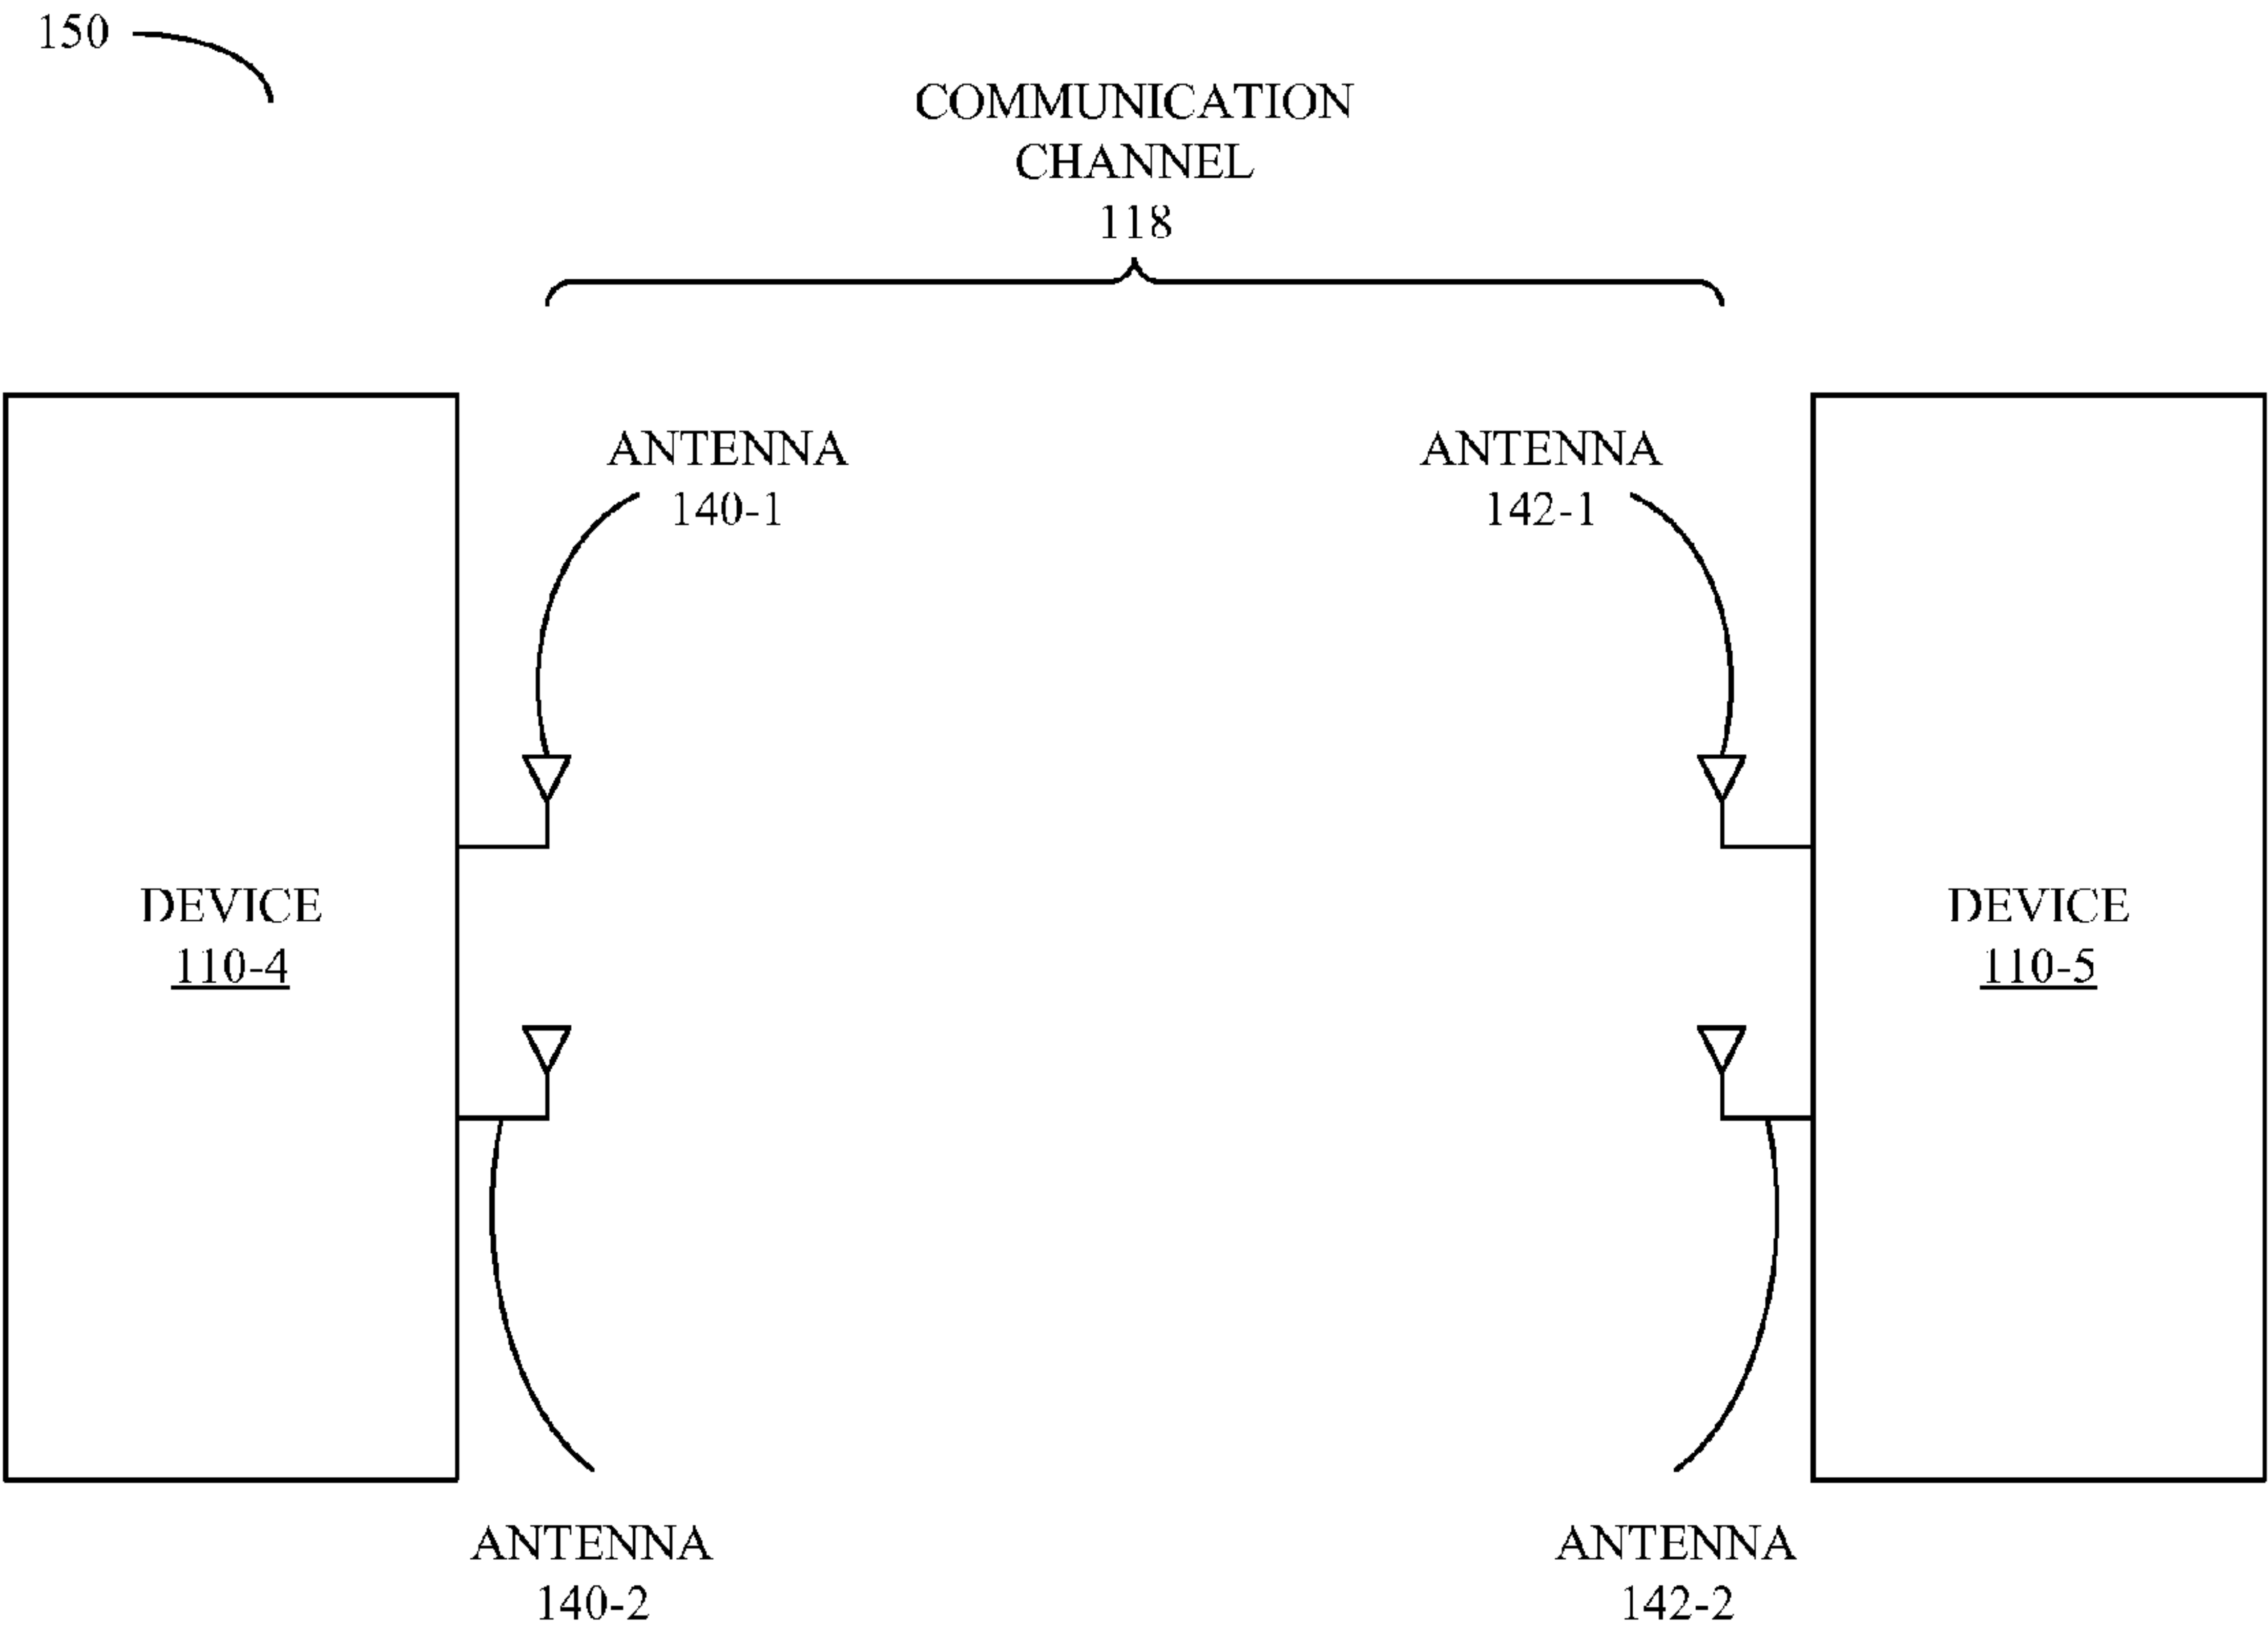 150
COMMUNICATION
CHANNEL
118
ANTENNA
140-1
ANTENNA
142-1
DEVICE
110-4
DEVICE
110-5
ANTENNA
140-2
ANTENNA
142-2